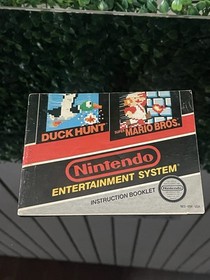 DUCK HUNT
SUPER
MARIO BROS.
Nintendo
ENTERTAINMENT SYSTEM
INSTRUCTION BOOKLET